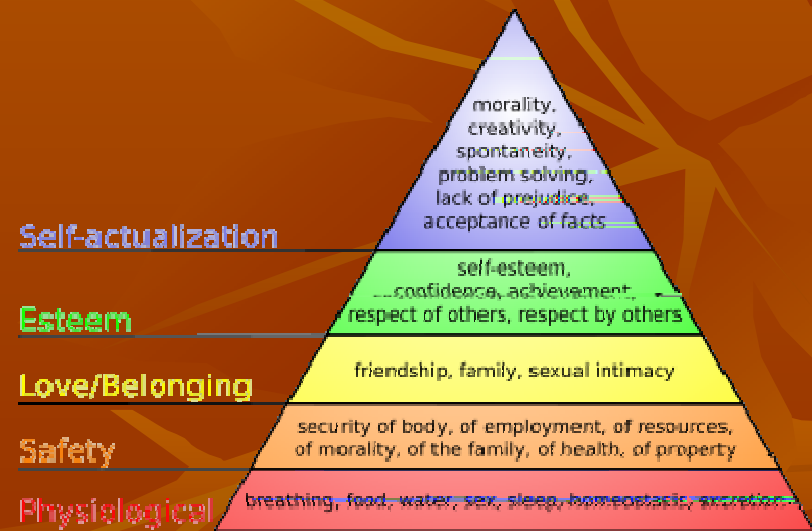 morality,
creativity,
spontaneity,
problem solving,
lack of prejudice,
acceptance of facts
Self-actualization
self-esteem,
confidence, achievement,
respect of others, respect by others
Esteem
friendship, family, sexual intimacy
Love/Belonging
security of body, of employment, of resources,
of morality, of the family, of health, of property
Safety
breathing, food, water, sex, sleep, homeostasis, excretion
Physiological